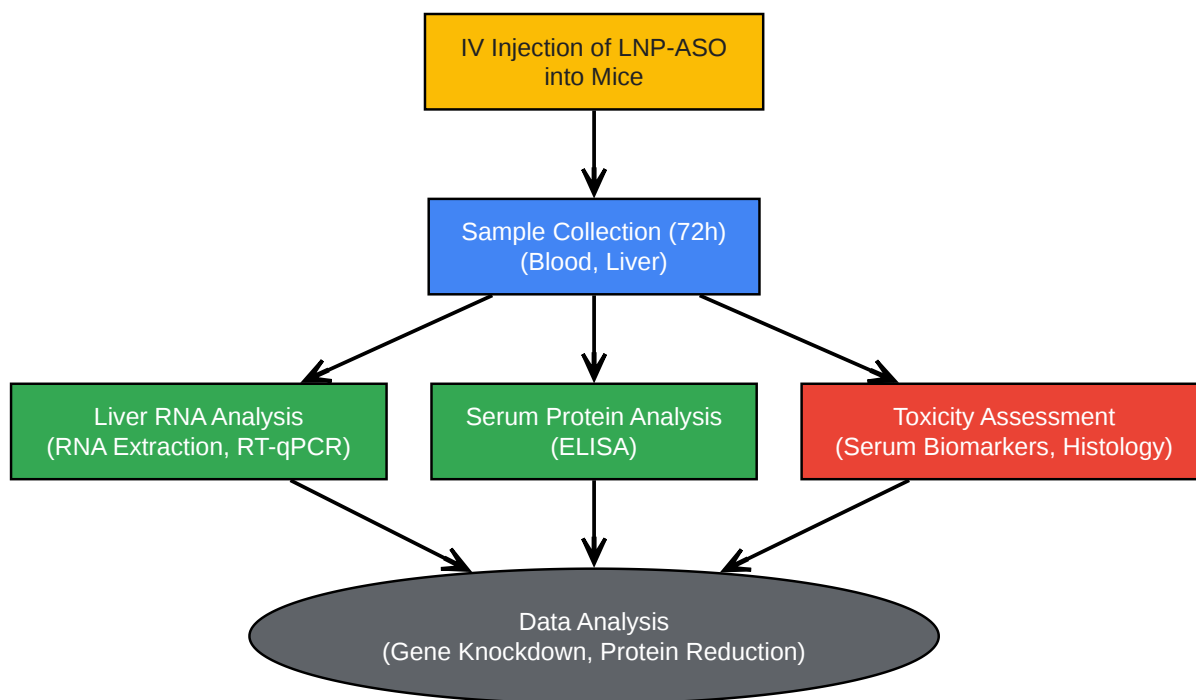 IV Injection of LNP-ASO
into Mice
Sample Collection (72h)
(Blood, Liver)
Liver RNA Analysis
(RNA Extraction, RT-qPCR)
Serum Protein Analysis
(ELISA)
Toxicity Assessment
(Serum Biomarkers, Histology)
Data Analysis
(Gene Knockdown, Protein Reduction)